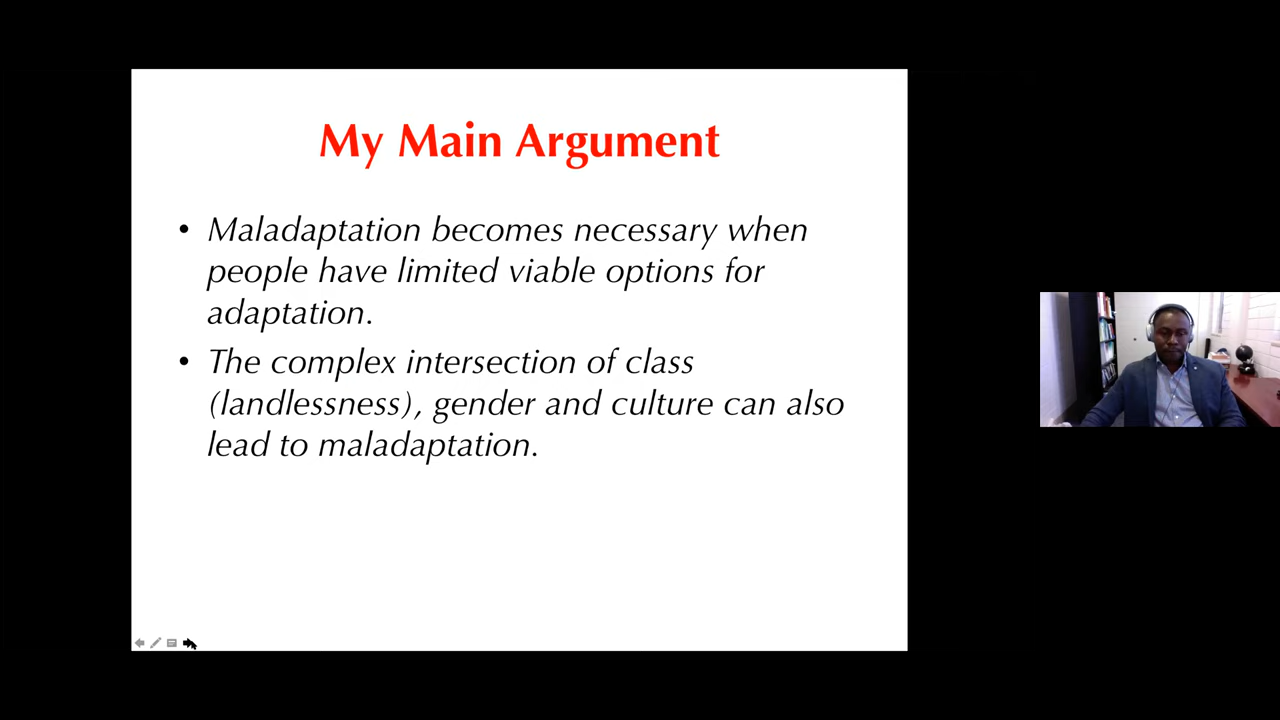 My Main Argument
• Maladaptation becomes necessary when
people have limited viable options for
adaptation.
• The complex intersection of class
(landlessness), gender and culture can also
lead to maladaptation.